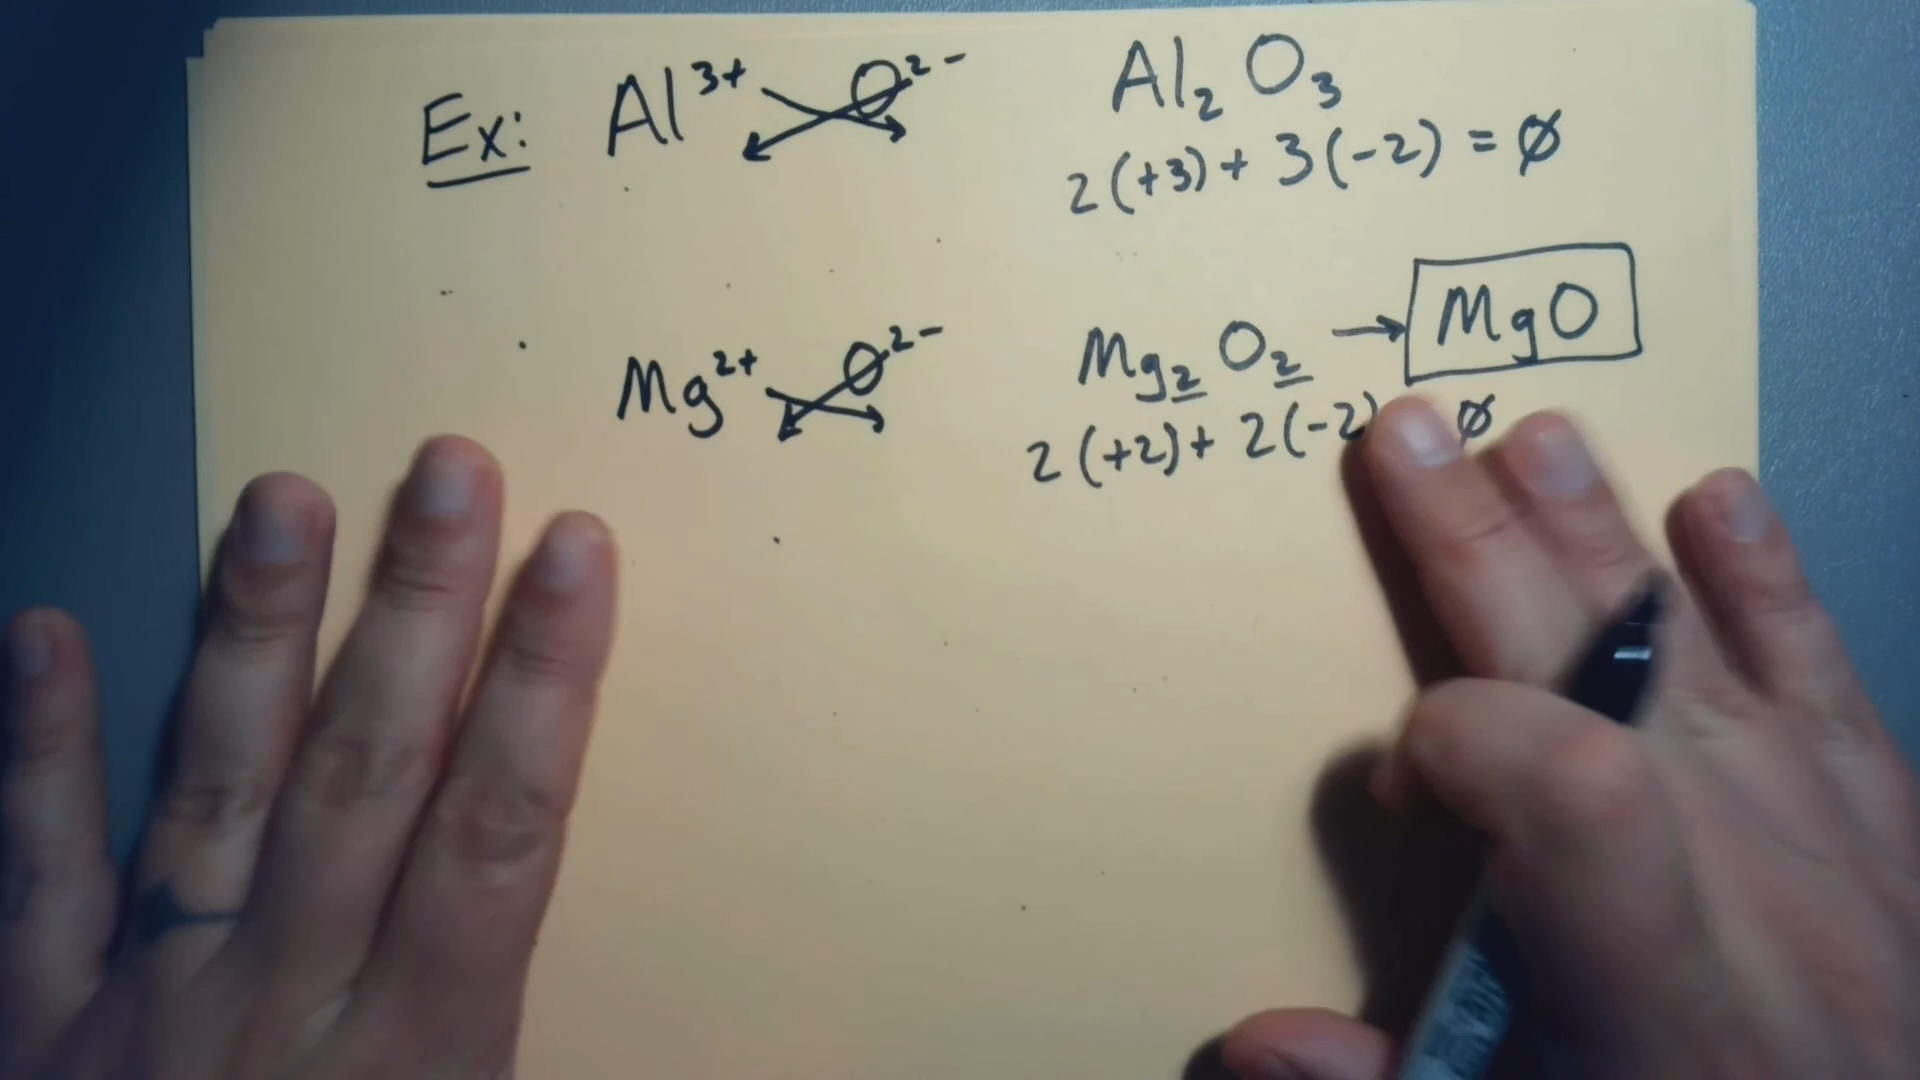 Ex: Al³⁺ O²⁻ Al₂O₃
2(+3) + 3(-2) = ∅
Mg²⁺ O²⁻ Mg₂O₂ → MgO
2(+2) + 2(-2) ∅